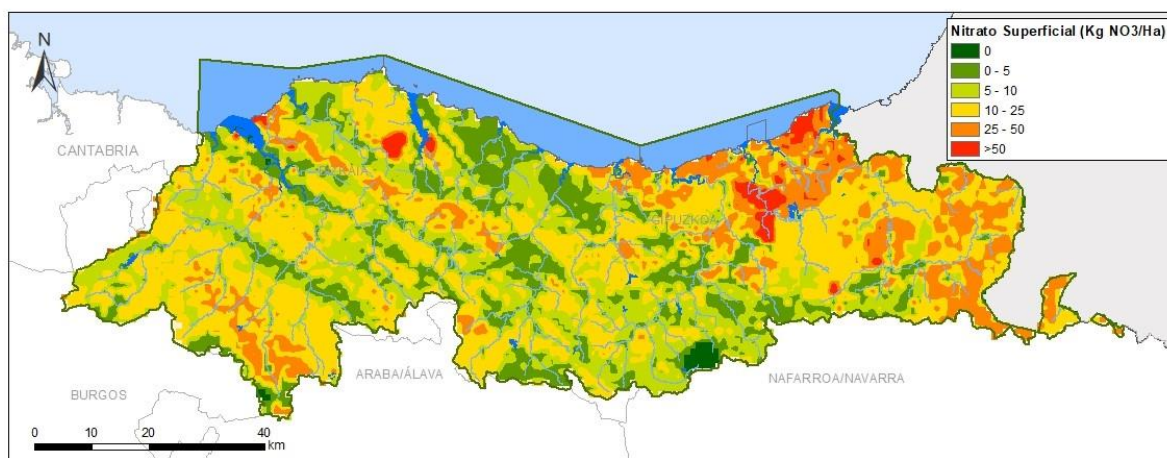 N
Nitrato Superficial (Kg NO3/Ha)
0
0 - 5
5 - 10
10 - 25
25 - 50
>50
CANTABRIA
BIZKAIA
GIPUZKOA
BURGOS
ARABA/ÁLAVA
NAFARROA/NAVARRA
0 10 20 40
km